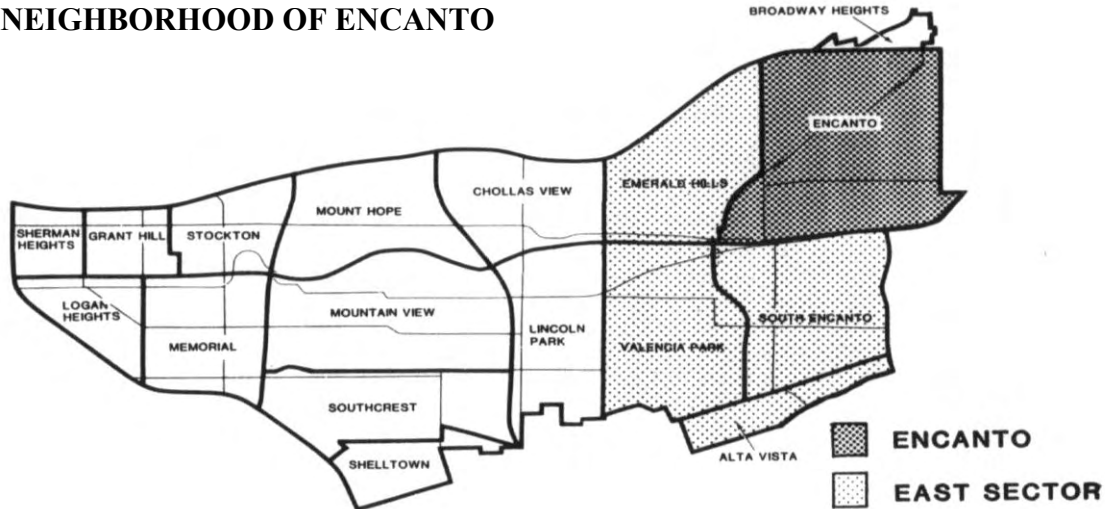 NEIGHBORHOOD OF ENCANTO
BROADWAY HEIGHTS
ENCANTO
EMERALD HILLS
CHOLLAS VIEW
MOUNT HOPE
SHERMAN
HEIGHTS
GRANT HILL
STOCKTON
LOGAN
HEIGHTS
MEMORIAL
MOUNTAIN VIEW
LINCOLN
PARK
VALENCIA PARK
SOUTH ENCANTO
SOUTHCREST
SHELLTOWN
ALTA VISTA
ENCANTO
EAST SECTOR